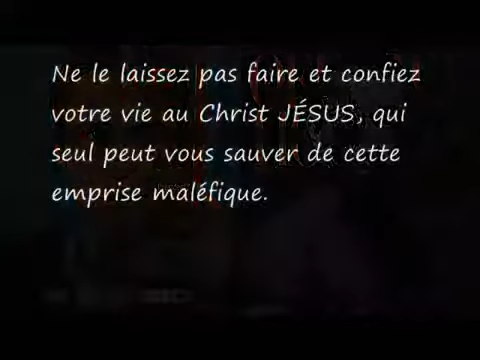 Ne le laissez pas faire et confiez
votre vie au Christ JÉSUS, qui
seul peut vous sauver de cette
emprise maléfique.